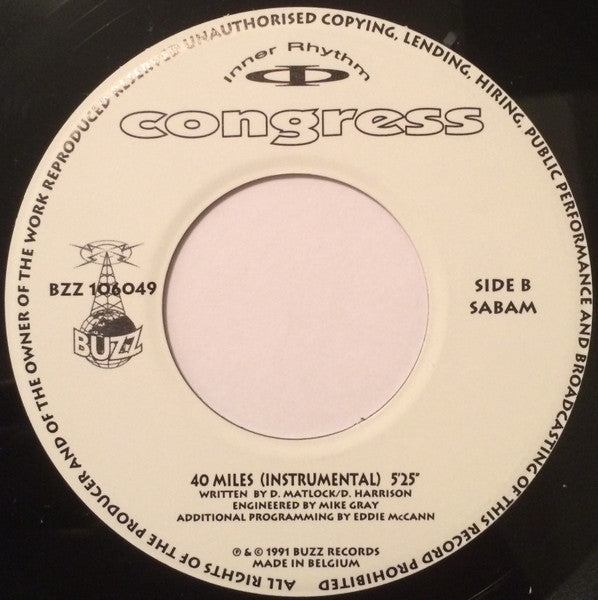 ALL RIGHTS OF THE PRODUCER AND OF THE OWNER OF THE WORK REPRODUCED RESERVED UNAUTHORISED COPYING, LENDING, HIRING, PUBLIC PERFORMANCE AND BROADCASTING OF THIS RECORD PROHIBITED
Inner Rhythm
congress
BZZ 106049
BUZZ
SIDE B
SABAM
40 MILES (INSTRUMENTAL) 5'25"
WRITTEN BY D. MATLOCK/D. HARRISON
ENGINEERED BY MIKE GRAY
ADDITIONAL PROGRAMMING BY EDDIE McCANN
℗ & © 1991 BUZZ RECORDS
MADE IN BELGIUM